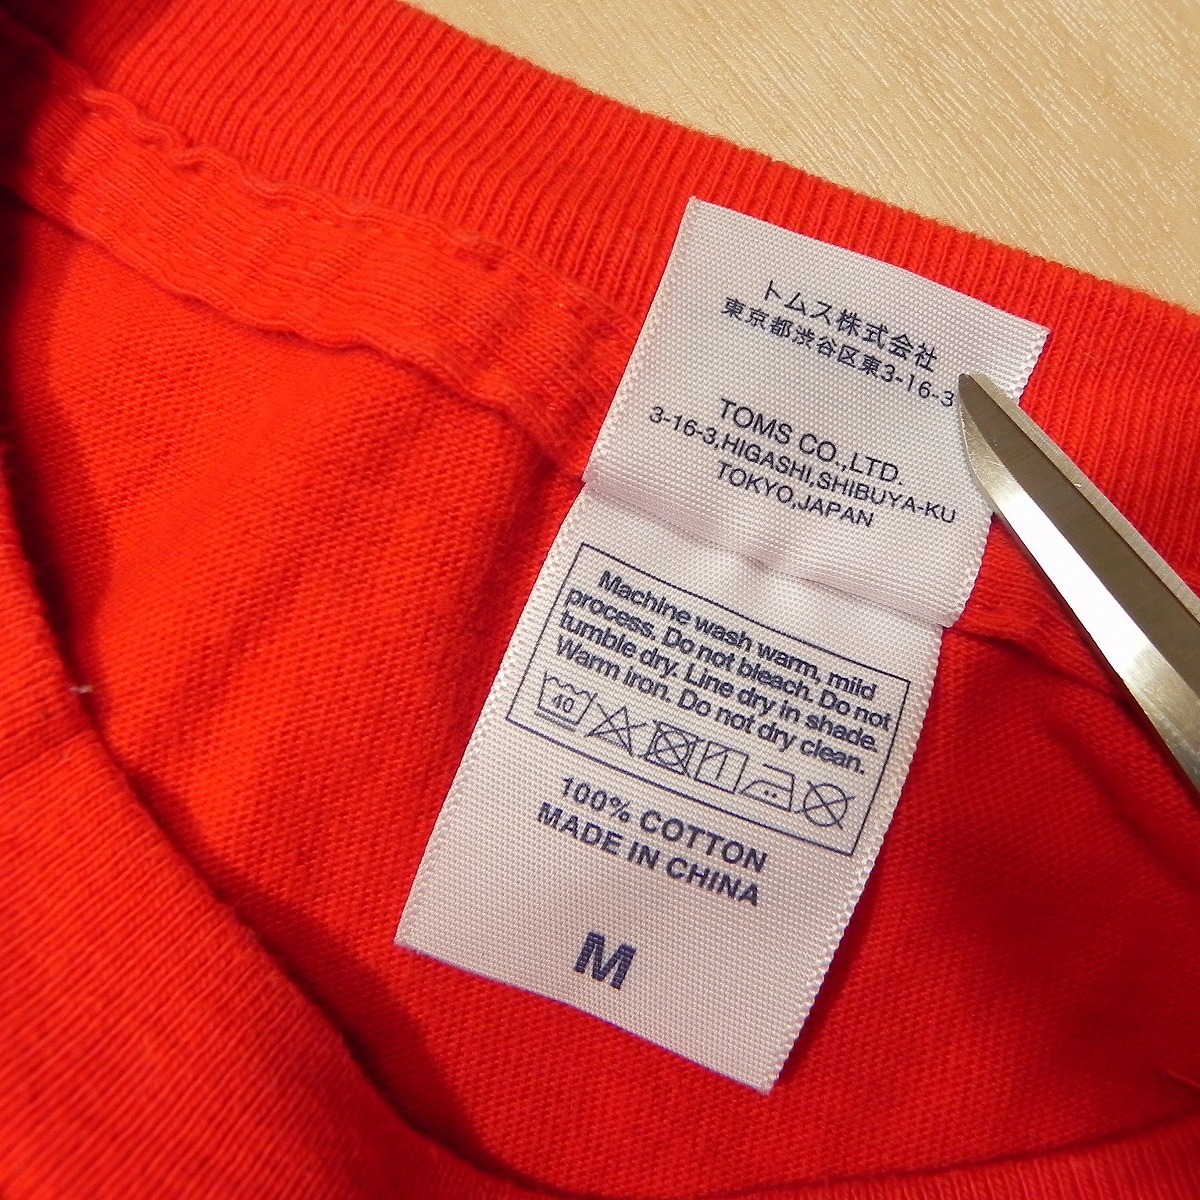 トムス株式会社
東京都渋谷区東3-16-3
TOMS CO.,LTD.
3-16-3,HIGASHI,SHIBUYA-KU
TOKYO,JAPAN
Machine wash warm, mild
process. Do not bleach. Do not
tumble dry. Line dry in shade.
Warm iron. Do not dry clean.
40
100% COTTON
MADE IN CHINA
M